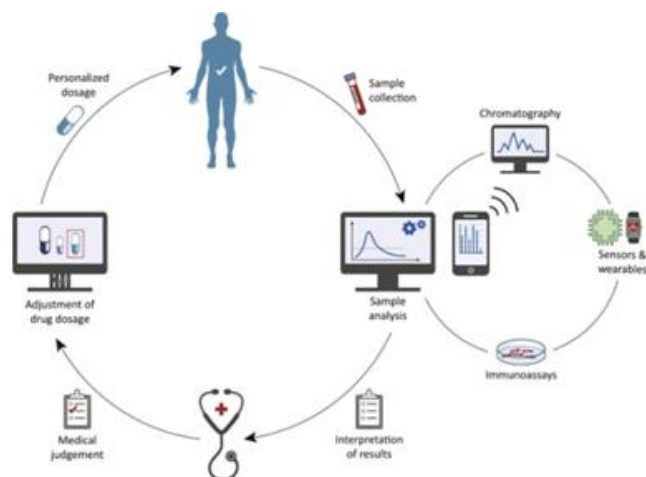 Personalized
dosage
Sample
collection
Chromatography
Sensors &
wearables
Immunoassays
Sample
analysis
Interpretation
of results
Medical
judgement
Adjustment of
drug dosage